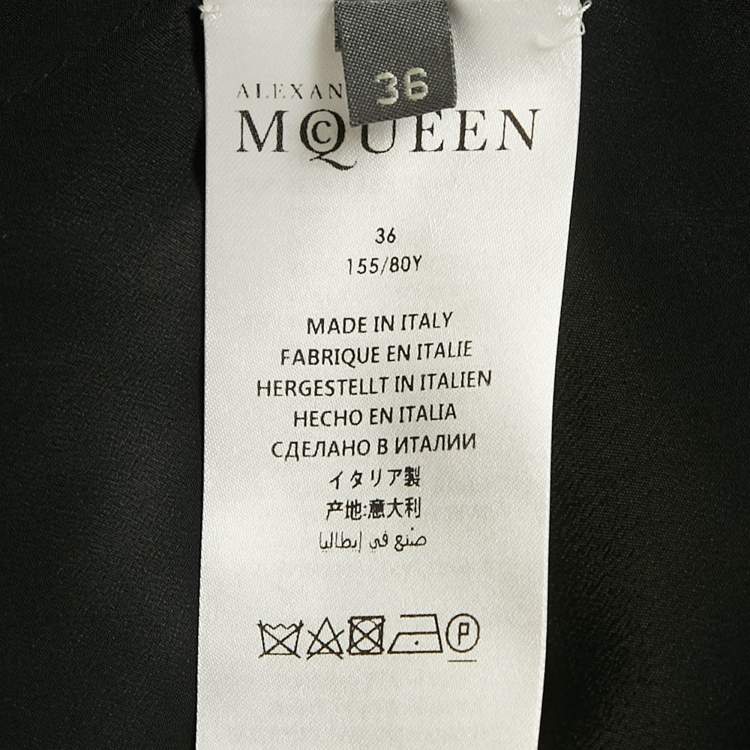 36
ALEXAN
McQUEEN
36
155/80Y
MADE IN ITALY
FABRIQUE EN ITALIE
HERGESTELLT IN ITALIEN
HECHO EN ITALIA
СДЕЛАНО В ИТАЛИИ
イタリア製
产地:意大利
صنع في إيطاليا
P